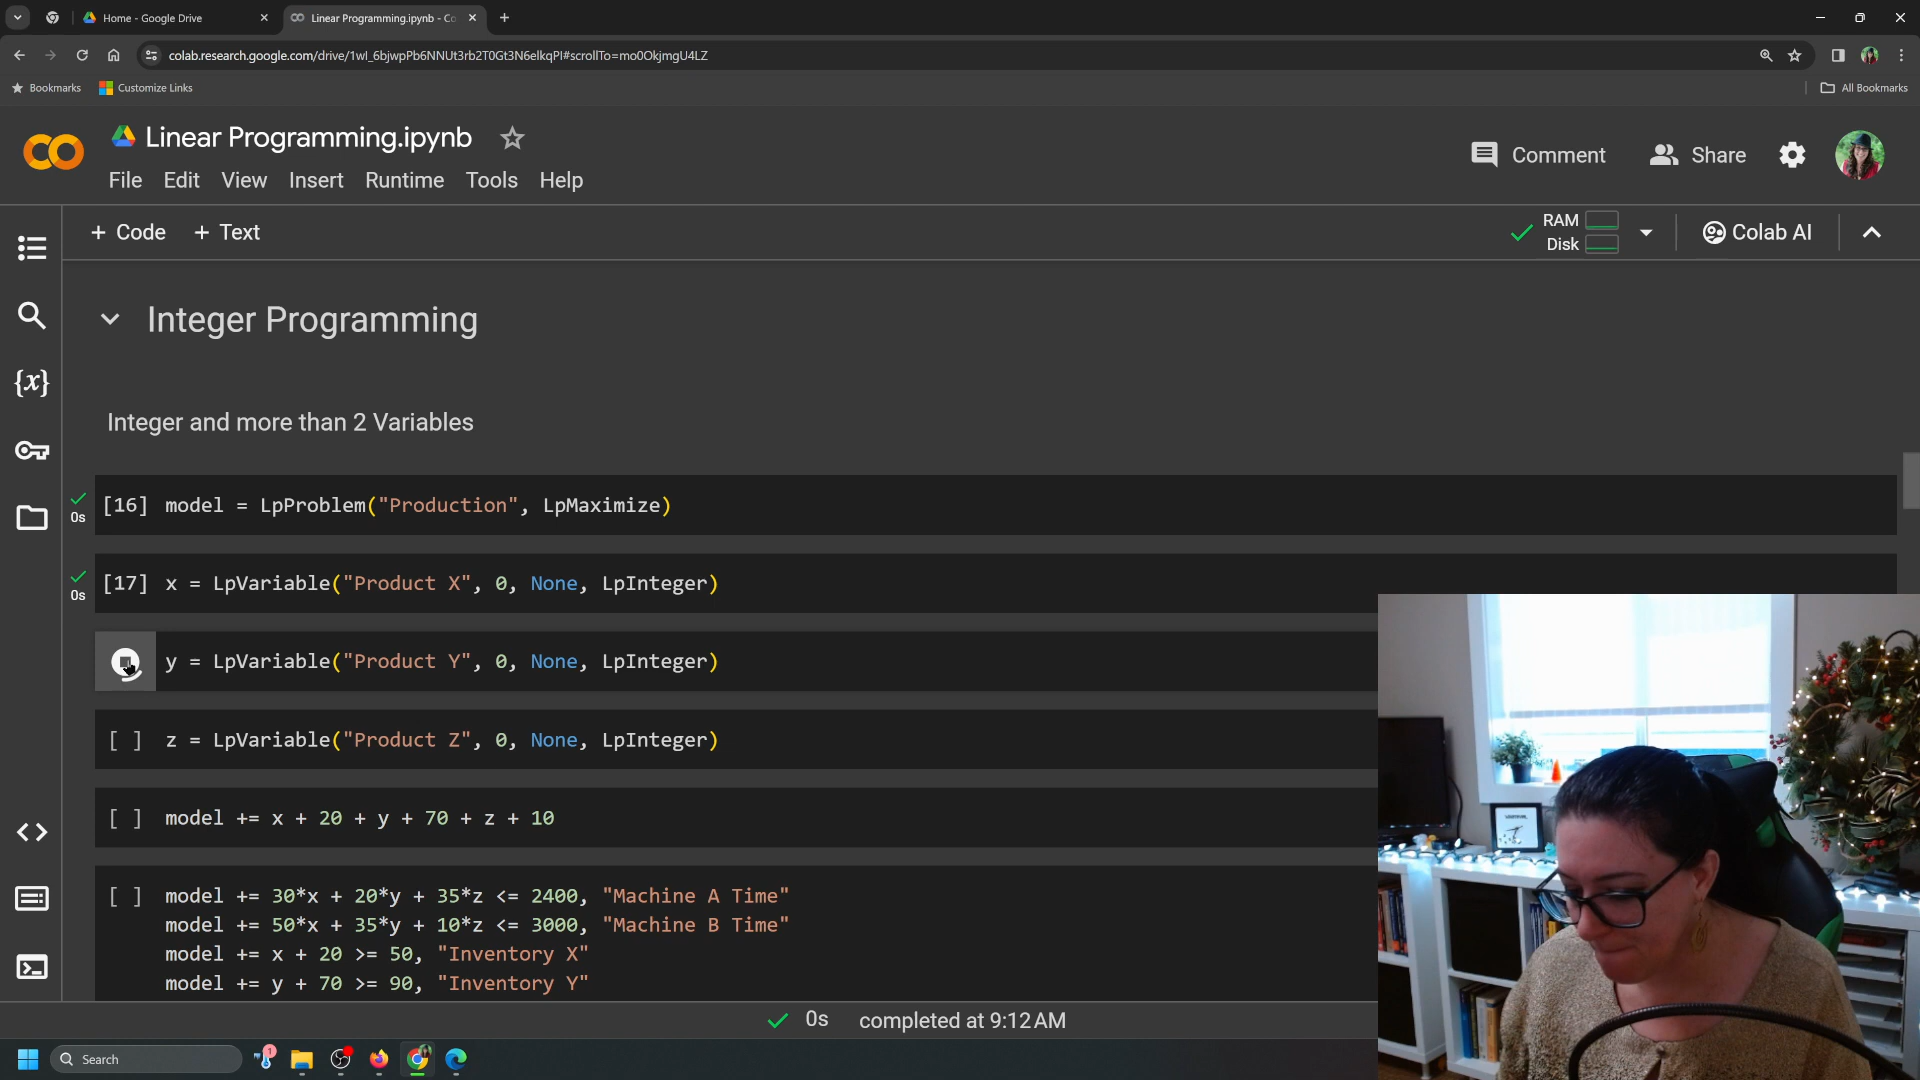 Home - Google Drive
Linear Programming.ipynb - Co
colab.research.google.com/drive/1wI_6bjwpPb6NNUt3rb2T0Gt3N6elkqPI#scrollTo=mo0OkjmgU4LZ
Bookmarks Customize Links All Bookmarks
Linear Programming.ipynb
Comment Share
File Edit View Insert Runtime Tools Help
+ Code + Text
RAM
Disk
Colab AI
Integer Programming
{x}
Integer and more than 2 Variables
[16] model = LpProblem("Production", LpMaximize)
0s
[17] x = LpVariable("Product X", 0, None, LpInteger)
0s
y = LpVariable("Product Y", 0, None, LpInteger)
[ ] z = LpVariable("Product Z", 0, None, LpInteger)
[ ] model += x + 20 + y + 70 + z + 10
[ ] model += 30*x + 20*y + 35*z <= 2400, "Machine A Time"
model += 50*x + 35*y + 10*z <= 3000, "Machine B Time"
model += x + 20 >= 50, "Inventory X"
model += y + 70 >= 90, "Inventory Y"
0s completed at 9:12 AM
Search
1